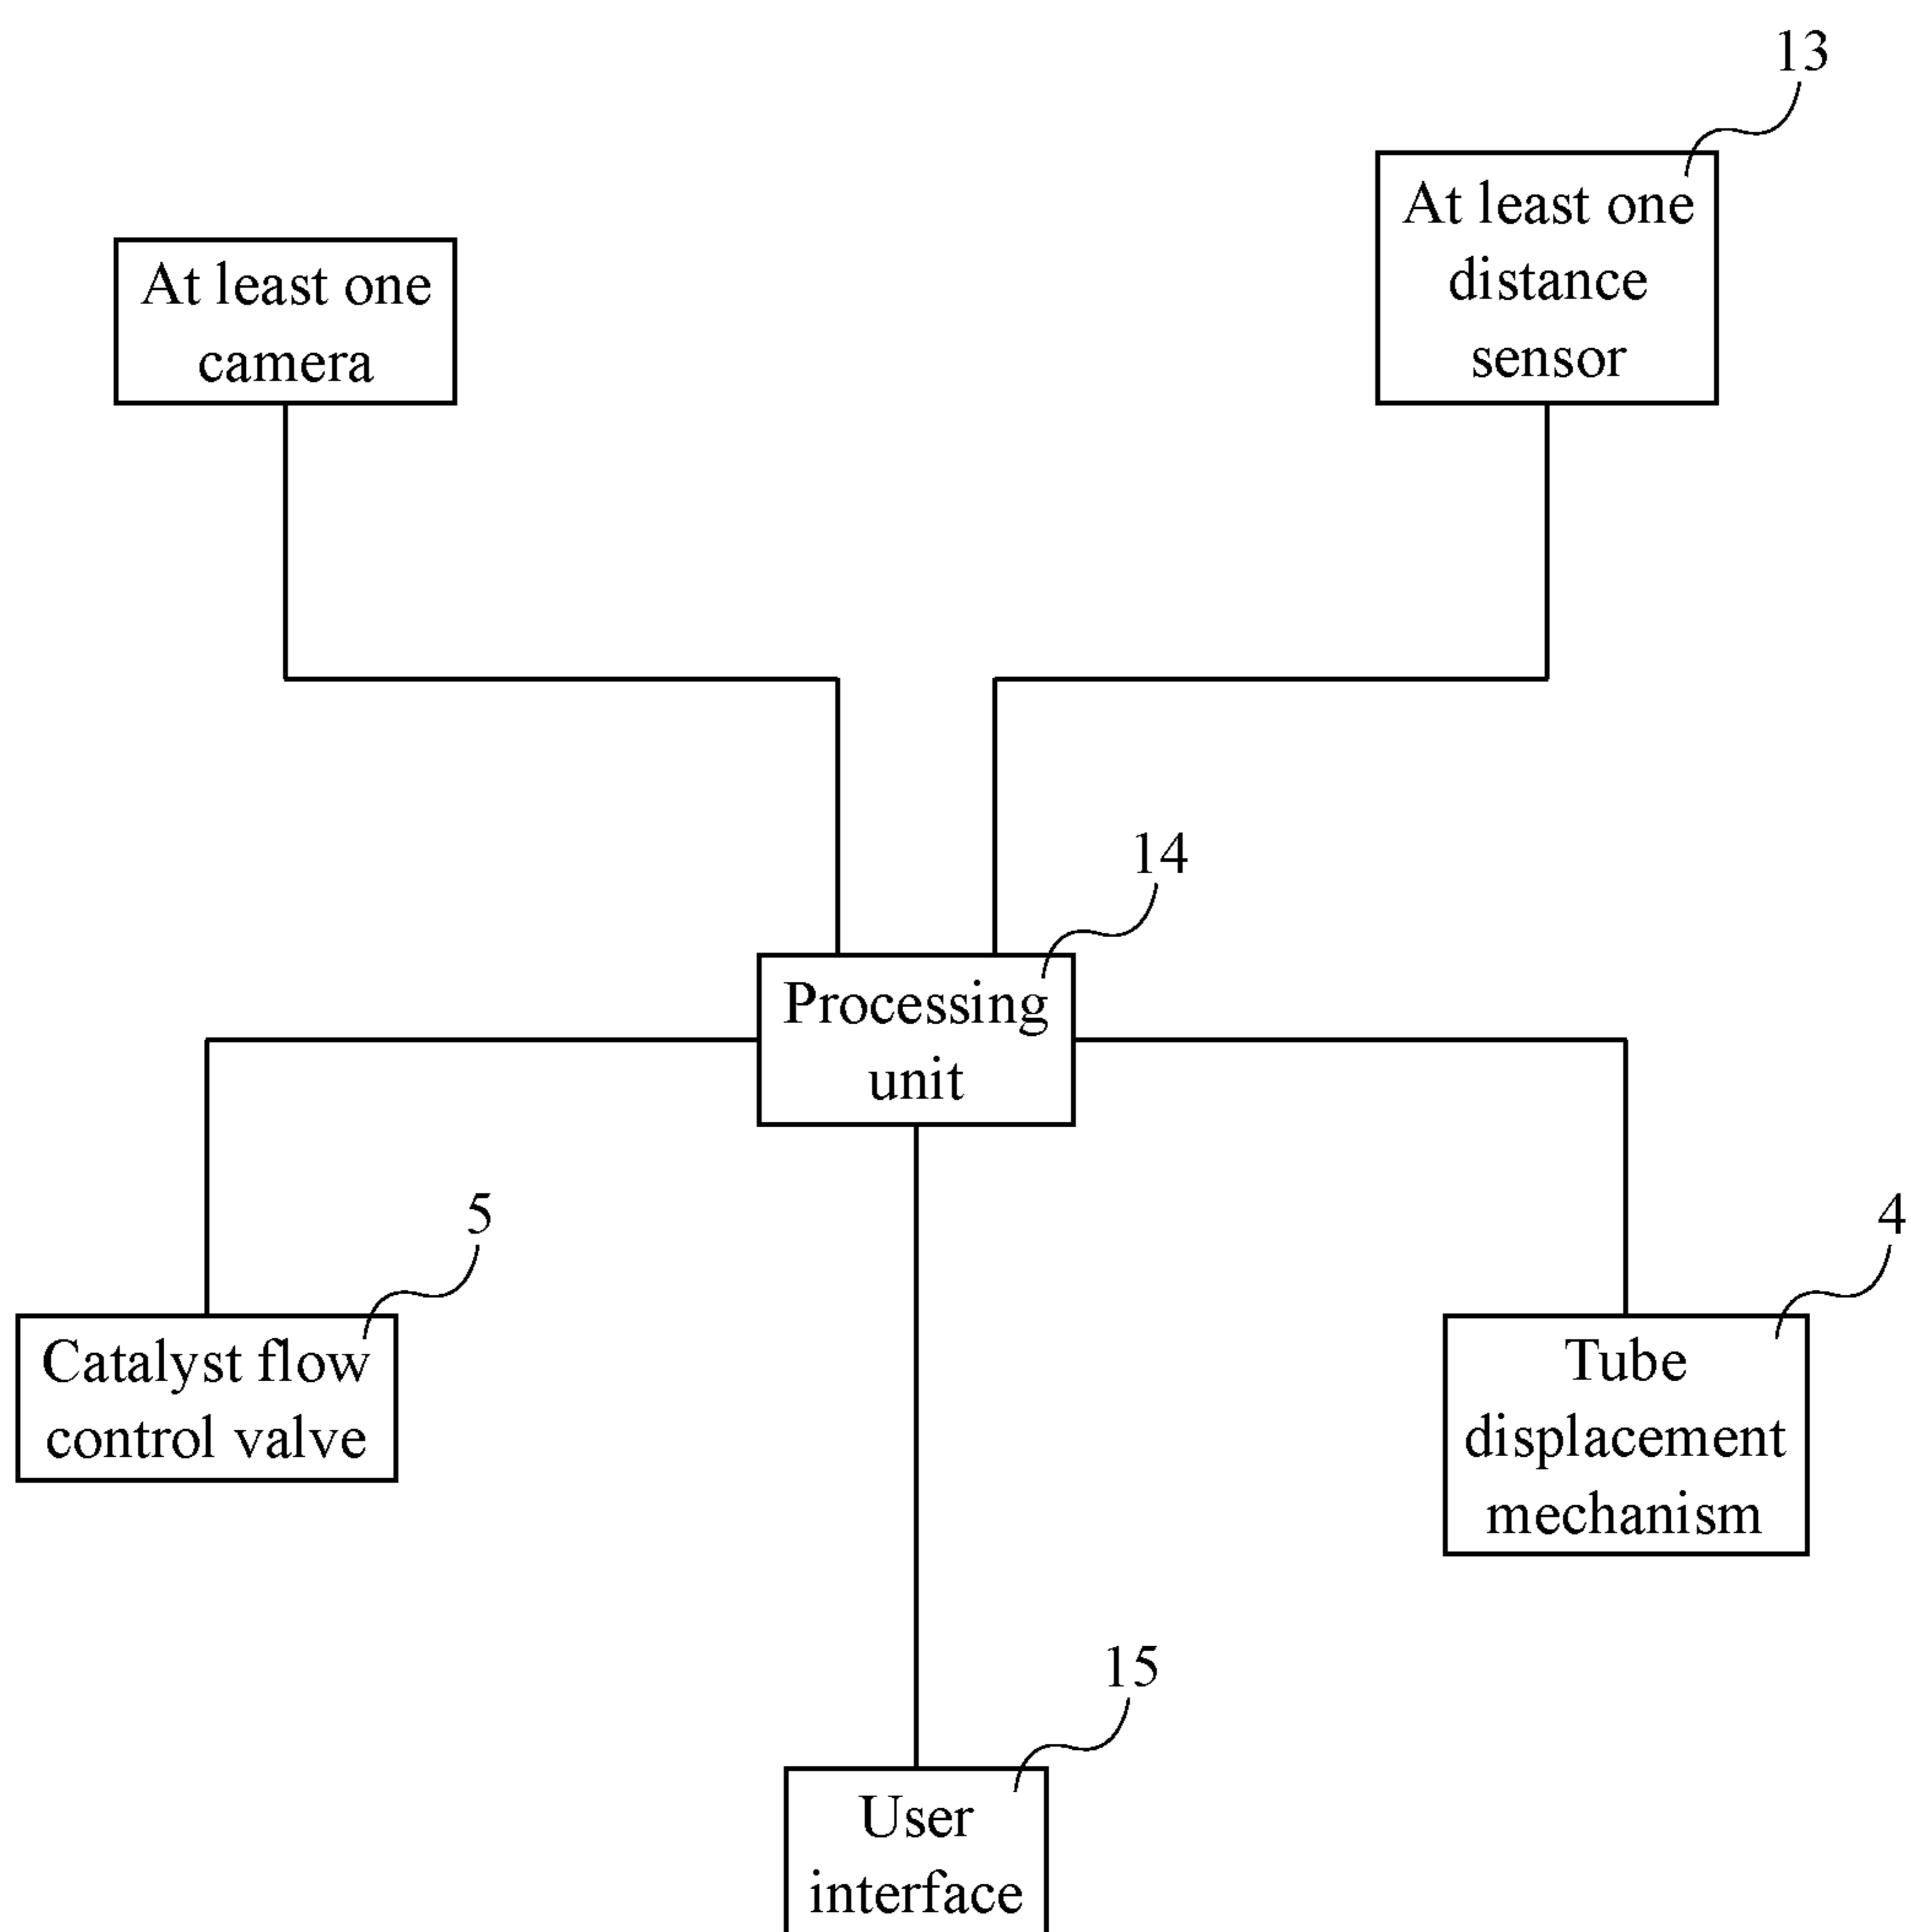 13
At least one
distance
sensor
At least one
camera
14
Processing
unit
5
Catalyst flow
control valve
4
Tube
displacement
mechanism
15
User
interface